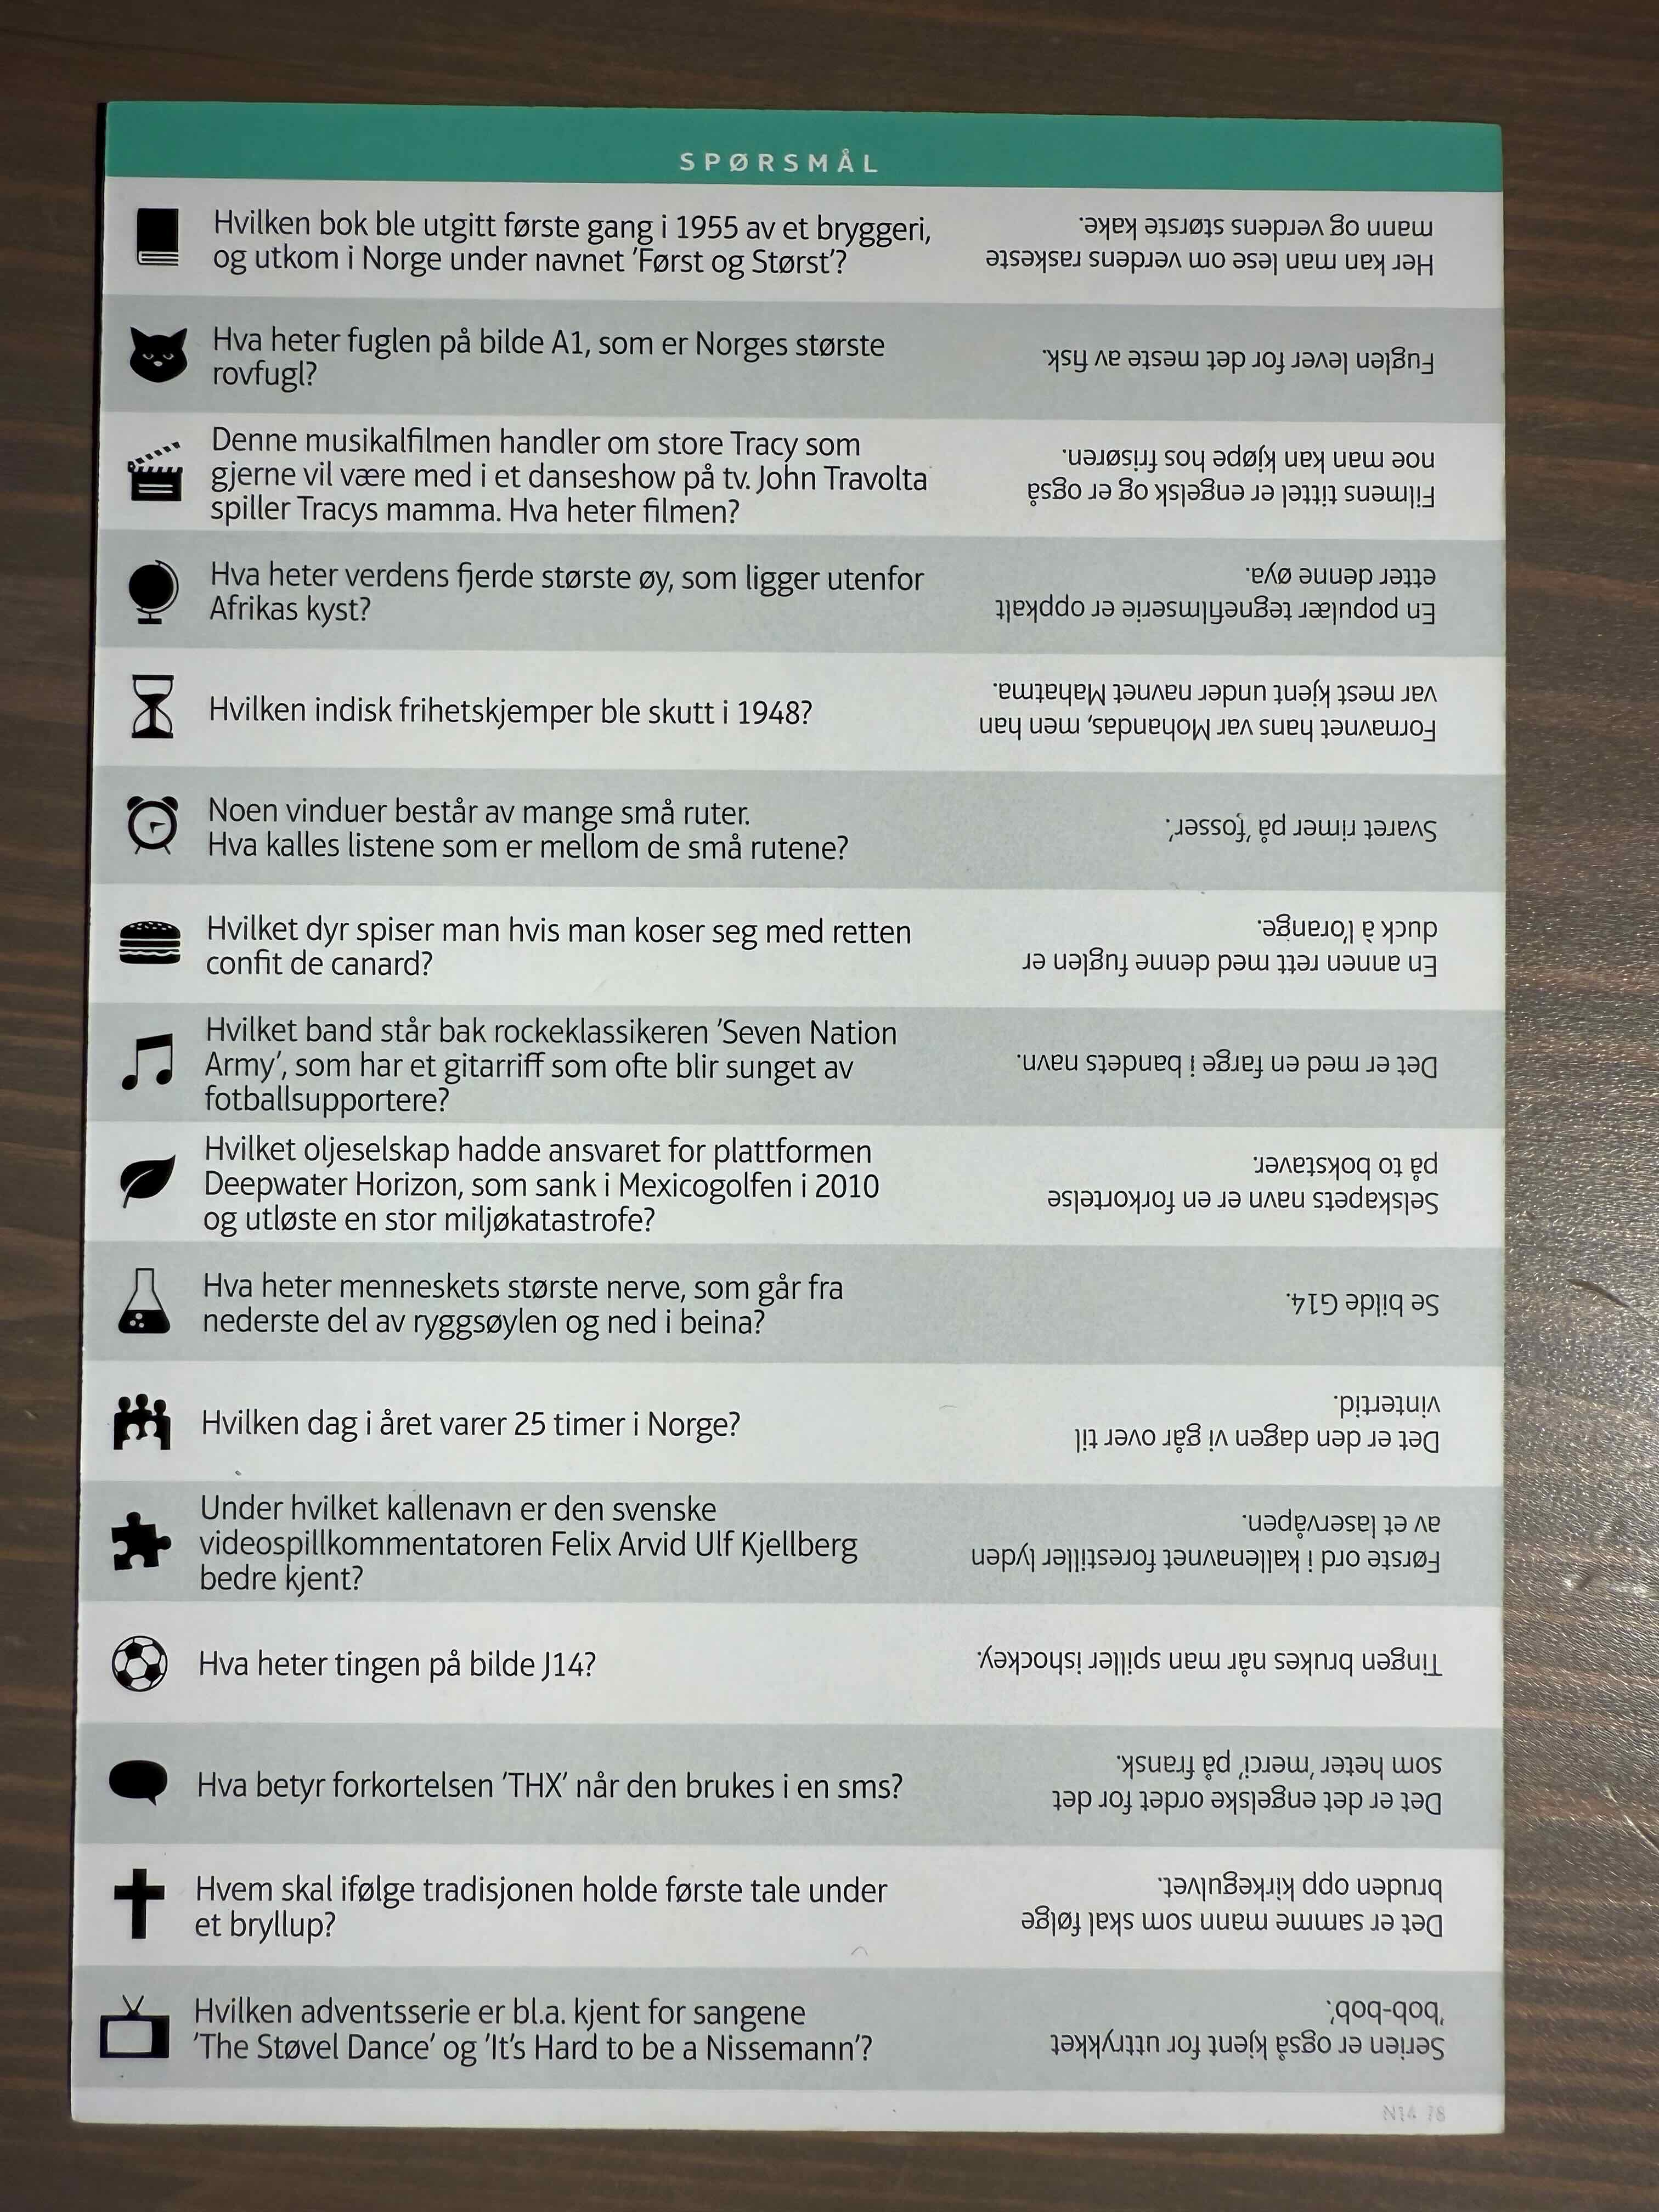 SPØRSMÅL
Hvilken bok ble utgitt første gang i 1955 av et bryggeri,
og utkom i Norge under navnet 'Først og Størst'?
Her kan man lese om verdens raskeste
mann og verdens største kake.
Hva heter fuglen på bilde A1, som er Norges største
rovfugl?
Fuglen lever for det meste av fisk.
Denne musikalfilmen handler om store Tracy som
gjerne vil være med i et danseshow på tv. John Travolta
spiller Tracys mamma. Hva heter filmen?
Filmens tittel er engelsk og er også
noe man kan kjøpe hos frisøren.
Hva heter verdens fjerde største øy, som ligger utenfor
Afrikas kyst?
En populær tegnefilmserie er oppkalt
etter denne øya.
Hvilken indisk frihetskjemper ble skutt i 1948?
Fornavnet hans var Mohandas, men han
var mest kjent under navnet Mahatma.
Noen vinduer består av mange små ruter.
Hva kalles listene som er mellom de små rutene?
Svaret rimer på 'fosser'.
Hvilket dyr spiser man hvis man koser seg med retten
confit de canard?
En annen rett med denne fuglen er
duck à l'orange.
Hvilket band står bak rockeklassikeren 'Seven Nation
Army', som har et gitarriff som ofte blir sunget av
fotballsupportere?
Det er med en farge i bandets navn.
Hvilket oljeselskap hadde ansvaret for plattformen
Deepwater Horizon, som sank i Mexicogolfen i 2010
og utløste en stor miljøkatastrofe?
Selskapets navn er en forkortelse
på to bokstaver.
Hva heter menneskets største nerve, som går fra
nederste del av ryggsøylen og ned i beina?
Se bilde G14.
Hvilken dag i året varer 25 timer i Norge?
Det er den dagen vi går over til
vintertid.
Under hvilket kallenavn er den svenske
videospillkommentatoren Felix Arvid Ulf Kjellberg
bedre kjent?
Første ord i kallenavnet forestiller lyden
av et laservåpen.
Hva heter tingen på bilde J14?
Tingen brukes når man spiller ishockey.
Hva betyr forkortelsen 'THX' når den brukes i en sms?
Det er det engelske ordet for det
som heter 'merci' på fransk.
Hvem skal ifølge tradisjonen holde første tale under
et bryllup?
Det er samme mann som skal følge
bruden opp kirkegulvet.
Hvilken adventsserie er bl.a. kjent for sangene
'The Støvel Dance' og 'It's Hard to be a Nissemann'?
Serien er også kjent for uttrykket
'bob-bob'.
N14 78